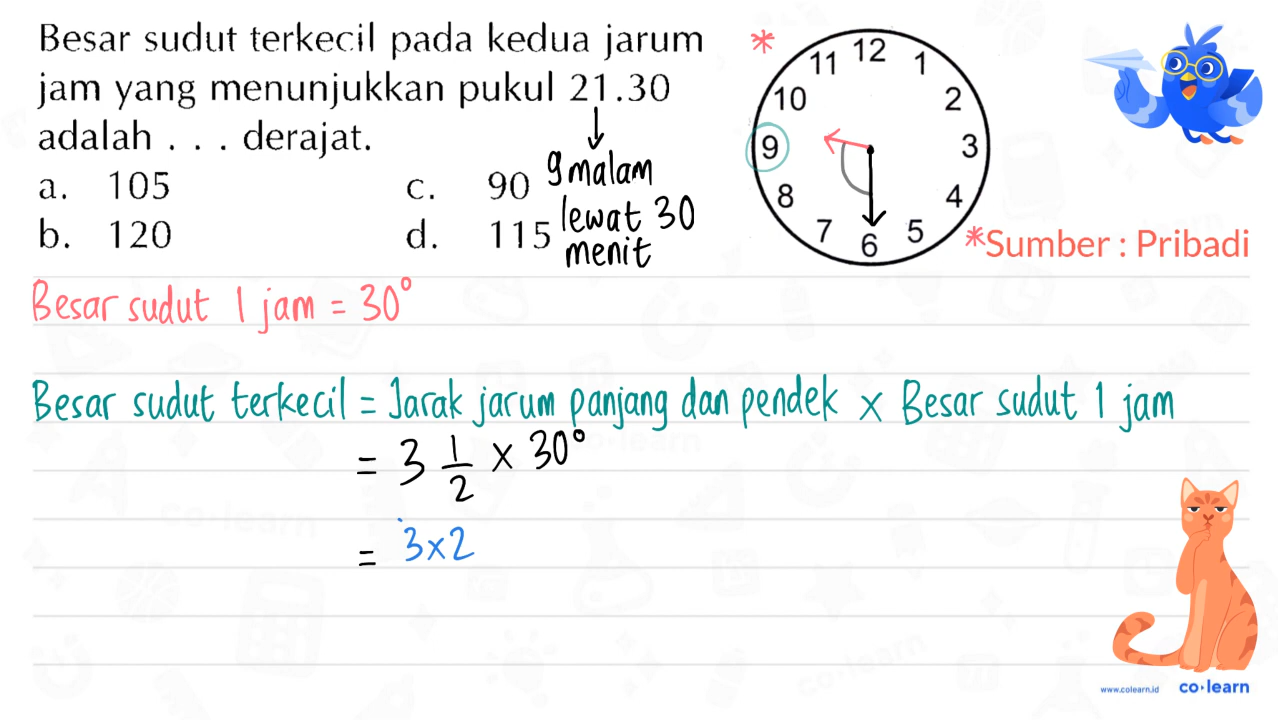 Besar sudut terkecil pada kedua jarum
jam yang menunjukkan pukul 21.30
adalah . . . derajat.
a. 105 c. 90
b. 120 d. 115
9 malam
lewat 30
menit
*
12
11 1
10 2
9 3
8 4
7 5
6
*Sumber : Pribadi
Besar sudut 1 jam = 30°
Besar sudut terkecil = Jarak jarum panjang dan pendek × Besar sudut 1 jam
= 3 1/2 × 30°
= 3×2
www.colearn.id co·learn